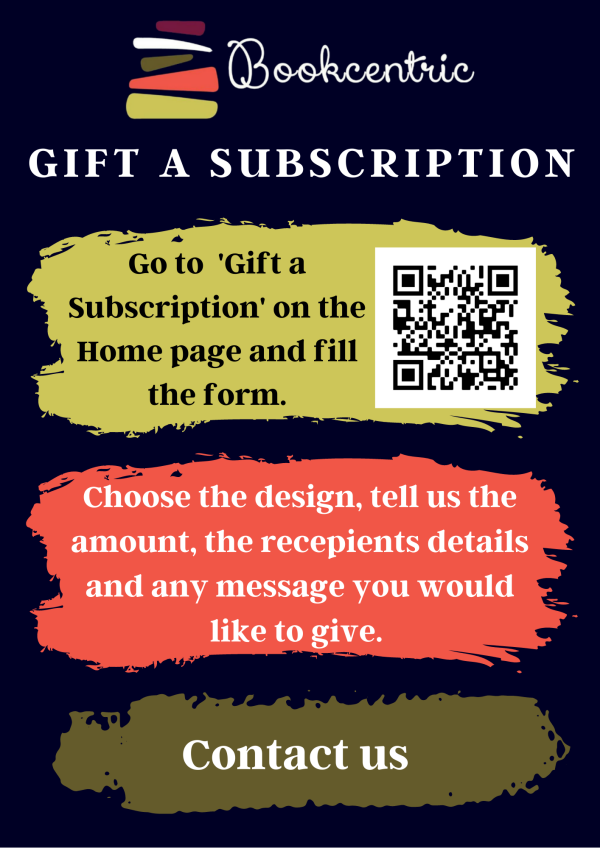 Bookcentric
GIFT A SUBSCRIPTION
Go to 'Gift a
Subscription' on the
Home page and fill
the form.
Choose the design, tell us the
amount, the recepients details
and any message you would
like to give.
Contact us